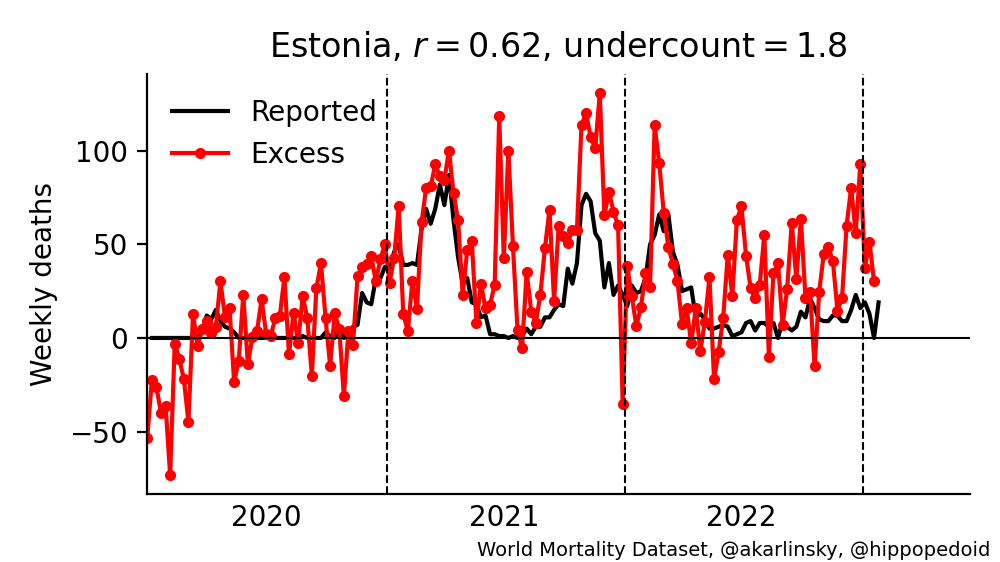 Estonia, r = 0.62, undercount = 1.8
Reported
Excess
Weekly deaths
100
50
0
−50
2020 2021 2022
World Mortality Dataset, @akarlinsky, @hippopedoid